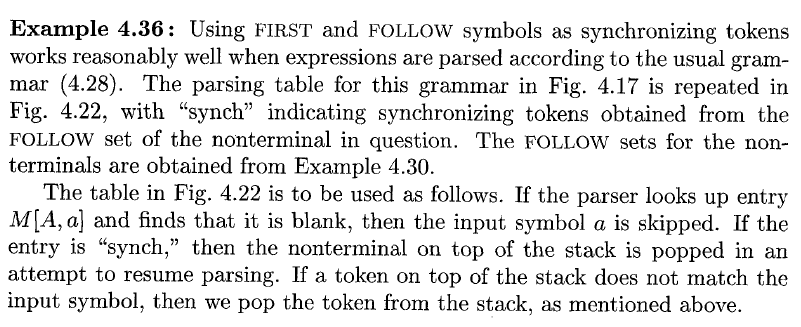 Example 4.36: Using FIRST and FOLLOW symbols as synchronizing tokens
works reasonably well when expressions are parsed according to the usual gram-
mar (4.28). The parsing table for this grammar in Fig. 4.17 is repeated in
Fig. 4.22, with “synch” indicating synchronizing tokens obtained from the
FOLLOW set of the nonterminal in question. The FOLLOW sets for the non-
terminals are obtained from Example 4.30.
The table in Fig. 4.22 is to be used as follows. If the parser looks up entry
M[A, a] and finds that it is blank, then the input symbol a is skipped. If the
entry is “synch,” then the nonterminal on top of the stack is popped in an
attempt to resume parsing. If a token on top of the stack does not match the
input symbol, then we pop the token from the stack, as mentioned above.